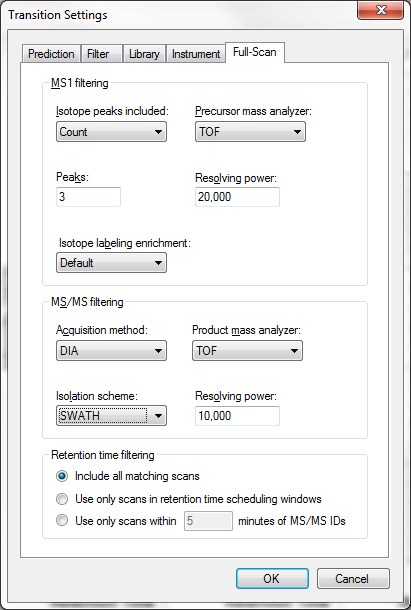 Transition Settings
Prediction Filter Library Instrument Full-Scan
MS1 filtering
Isotope peaks included: Precursor mass analyzer:
Count TOF
Peaks: Resolving power:
3 20,000
Isotope labeling enrichment:
Default
MS/MS filtering
Acquisition method: Product mass analyzer:
DIA TOF
Isolation scheme: Resolving power:
SWATH 10,000
Retention time filtering
Include all matching scans
Use only scans in retention time scheduling windows
Use only scans within 5 minutes of MS/MS IDs
OK Cancel